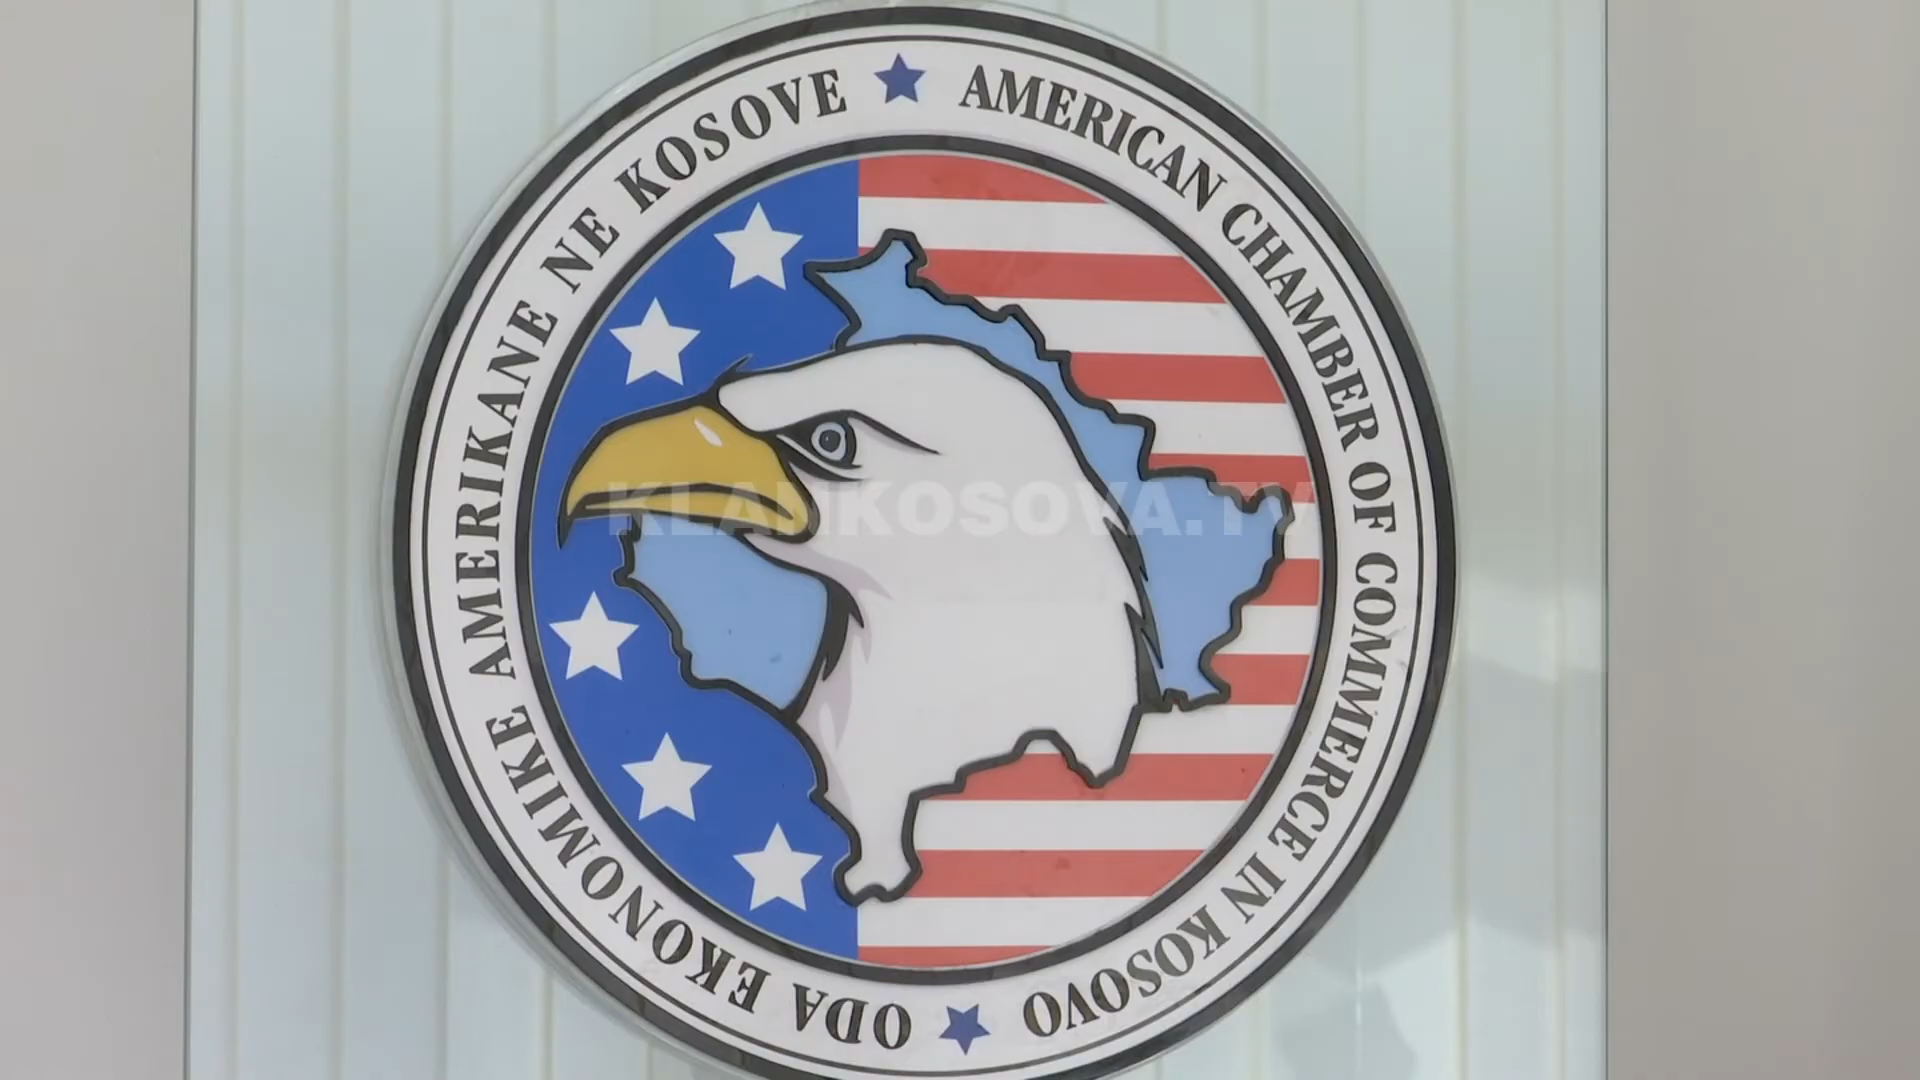 ODA EKONOMIKE AMERIKANE NE KOSOVE
AMERICAN CHAMBER OF COMMERCE IN KOSOVO
KLANKOSOVA.TV